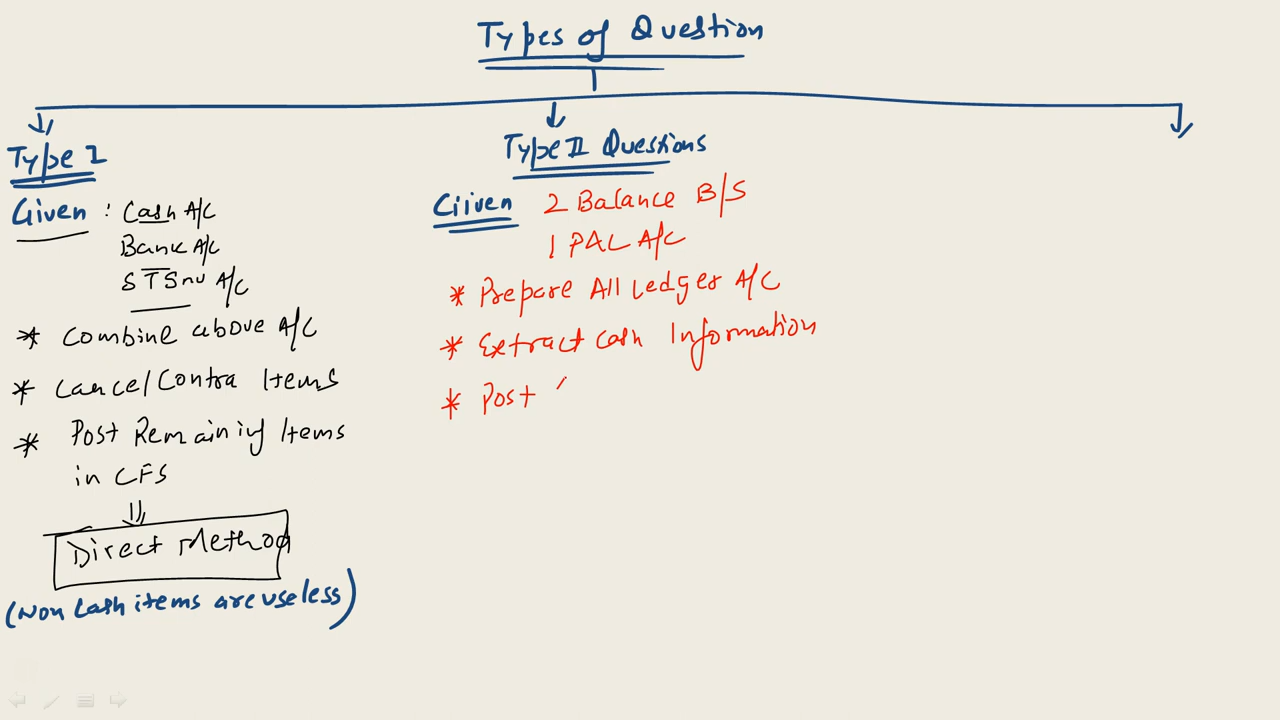 Types of Question
Type I
Given : Cash A/C
Bank A/C
STSnv A/C
* Combine above A/C
* Cancel Contra Items
* Post Remaining Items
in CFS
Direct Method
(Non Cash items are useless)
Type II Questions
Given 2 Balance B/S
1 P&L A/C
* Prepare All Ledger A/C
* Extract Cash Information
* Post